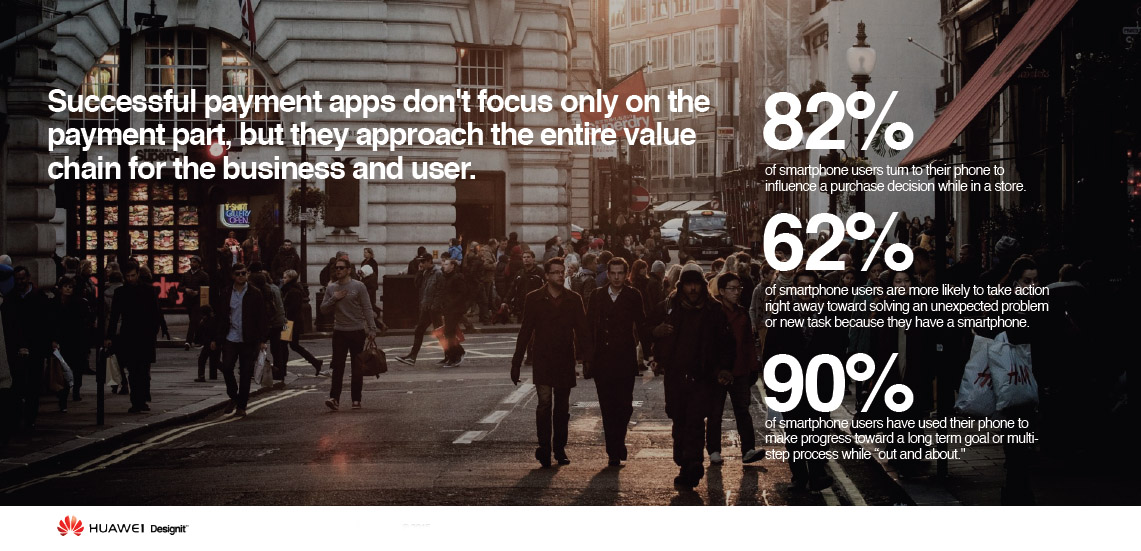 Successful payment apps don't focus only on the
payment part, but they approach the entire value
chain for the business and user.
82%
of smartphone users turn to their phone to
influence a purchase decision while in a store.
62%
of smartphone users are more likely to take action
right away toward solving an unexpected problem
or new task because they have a smartphone.
90%
of smartphone users have used their phone to
make progress toward a long term goal or multi-
step process while “out and about."
T-SHIRT
GALLERY
OPEN
H&M
HUAWEI Designit